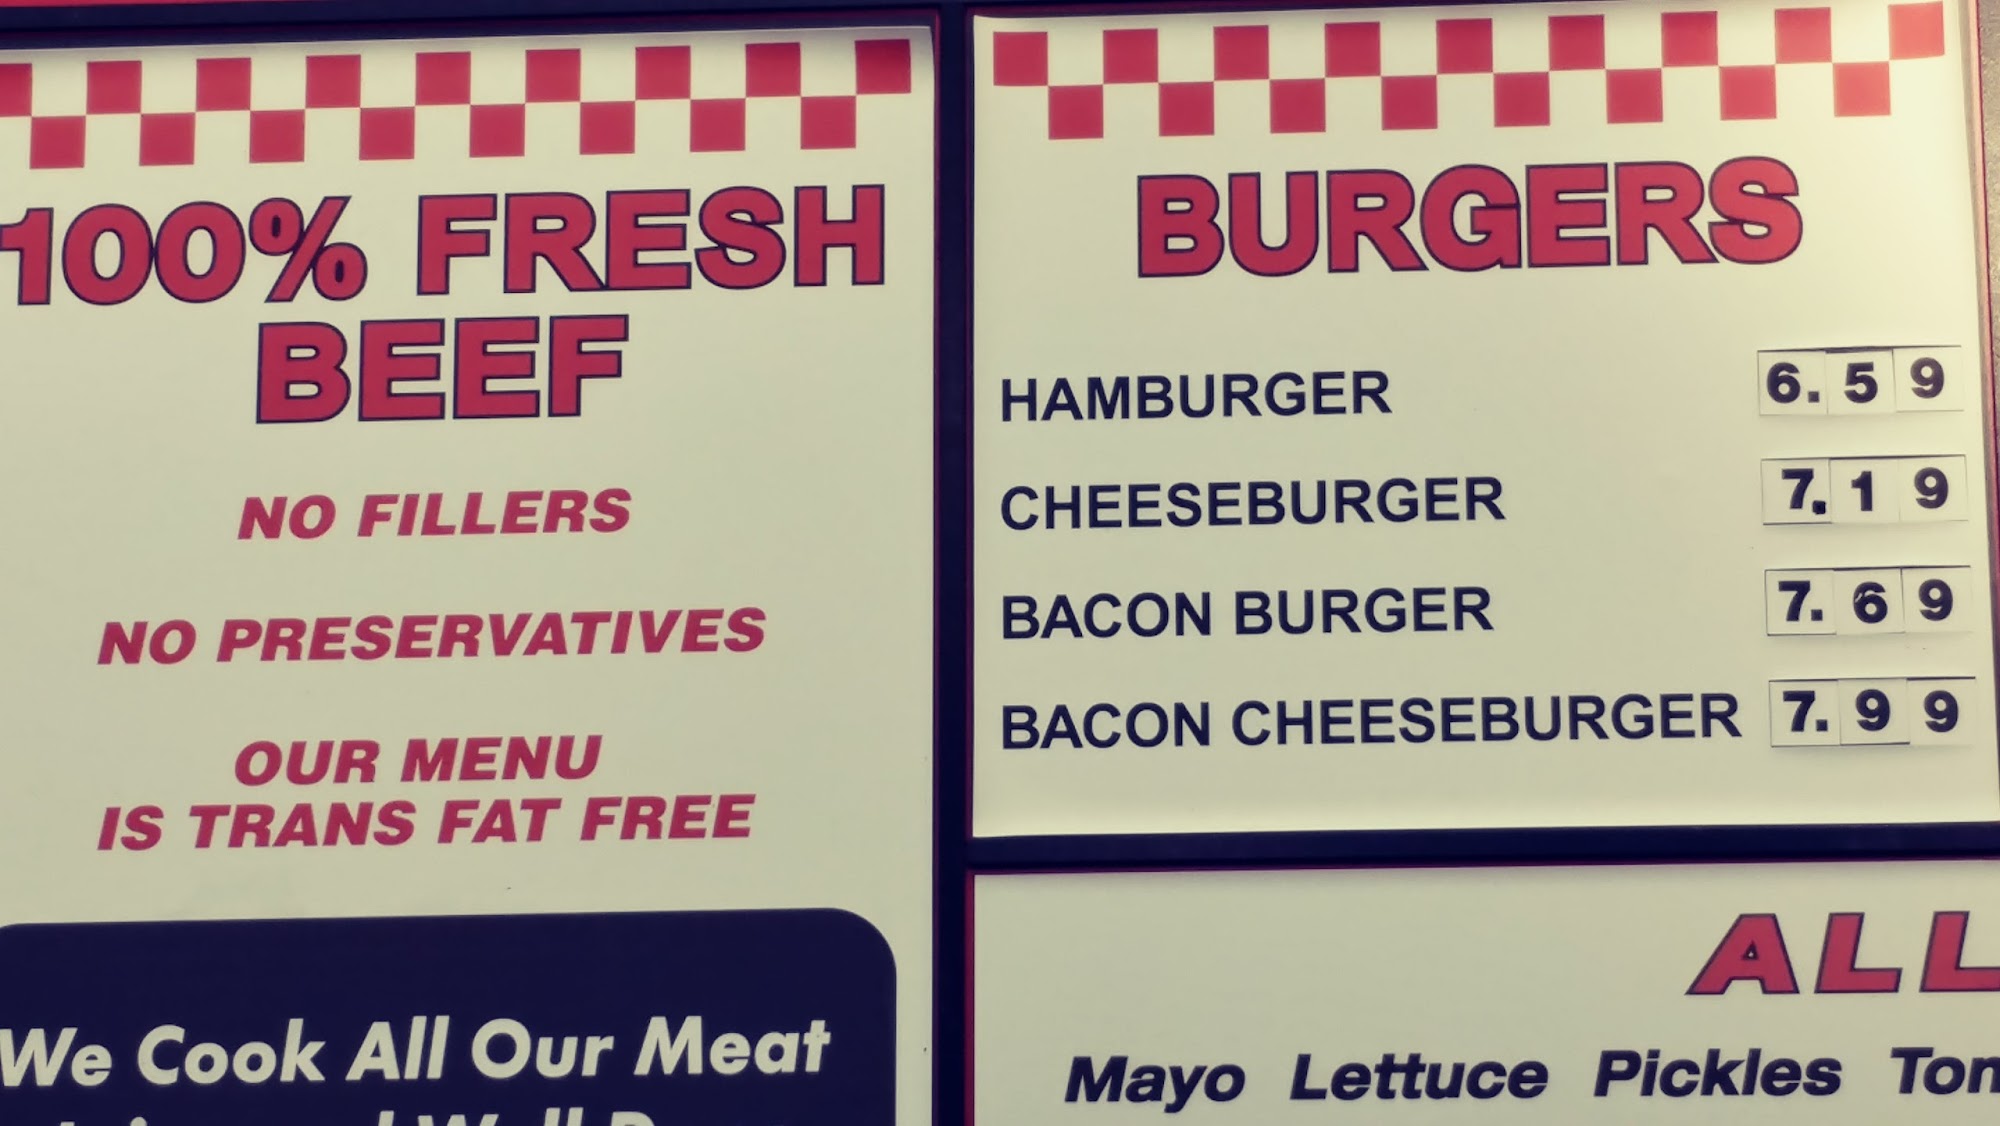 100% FRESH
BEEF
NO FILLERS
NO PRESERVATIVES
OUR MENU
IS TRANS FAT FREE
We Cook All Our Meat
BURGERS
HAMBURGER 6.59
CHEESEBURGER 7.19
BACON BURGER 7.69
BACON CHEESEBURGER 7.99
ALL
Mayo Lettuce Pickles